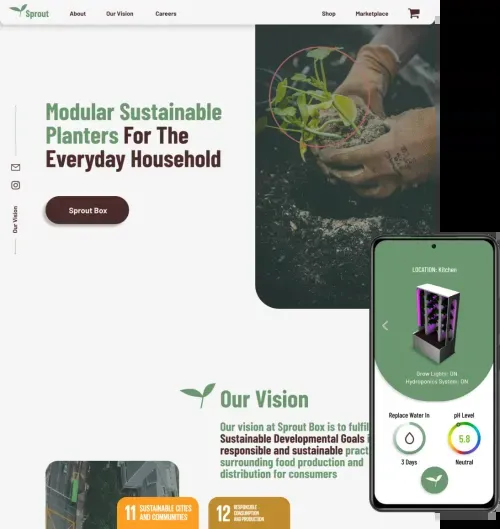 Sprout
About
Our Vision
Careers
Shop
Marketplace
Modular Sustainable
Planters For The
Everyday Household
Sprout Box
Our Vision
LOCATION: Kitchen
Grow Lights: ON
Hydroponics System: ON
Replace Water In
pH Level
5.8
3 Days
Neutral
Our Vision
Our vision at Sprout Box is to fulfil
Sustainable Developmental Goals
responsible and sustainable pract
surrounding food production and
distribution for consumers
11 SUSTAINABLE CITIES
AND COMMUNITIES
12 RESPONSIBLE
CONSUMPTION
AND PRODUCTION